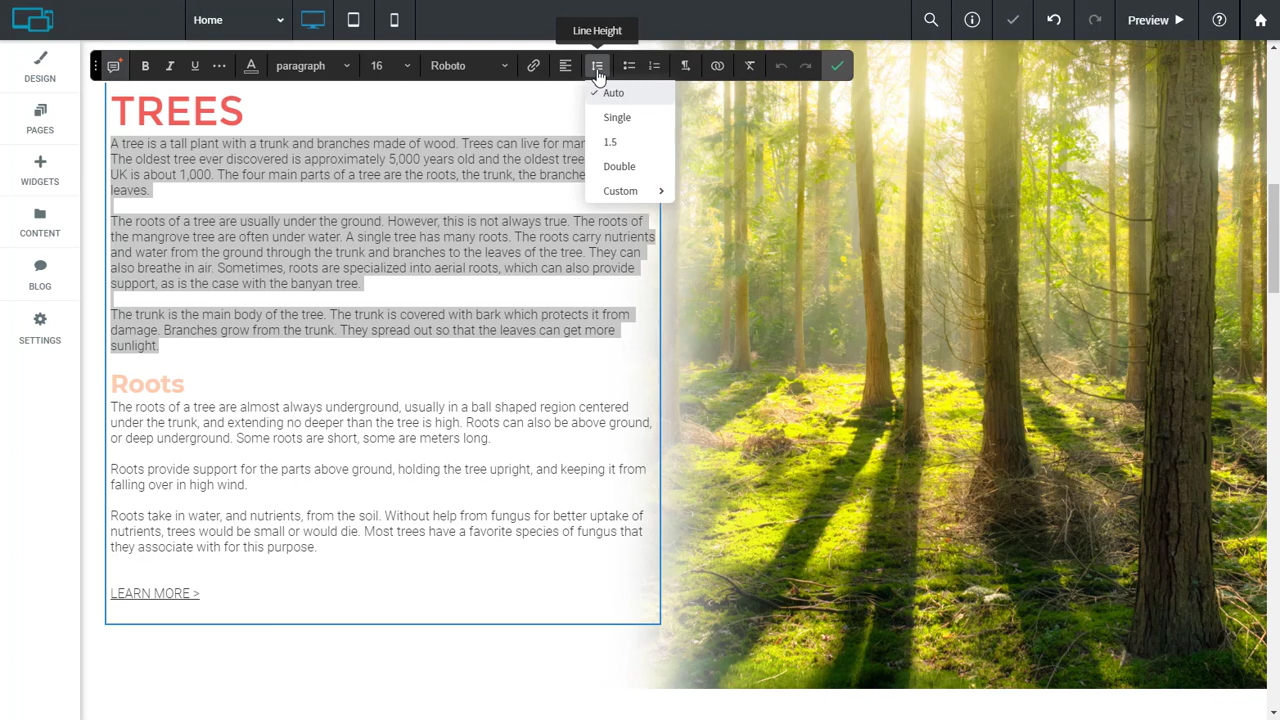 Home
Preview
Line Height
paragraph
16
Roboto
Auto
Single
1.5
Double
Custom
DESIGN
PAGES
WIDGETS
CONTENT
BLOG
SETTINGS
TREES
A tree is a tall plant with a trunk and branches made of wood. Trees can live for
The oldest tree ever discovered is approximately 5,000 years old and the oldest tree
UK is about 1,000. The four main parts of a tree are the roots, the trunk, the
leaves.
The roots of a tree are usually under the ground. However, this is not always true. The roots of
the mangrove tree are often under water. A single tree has many roots. The roots carry nutrients
and water from the ground through the trunk and branches to the leaves of the tree. They can
also breathe in air. Sometimes, roots are specialized into aerial roots, which can also provide
support, as is the case with the banyan tree.
The trunk is the main body of the tree. The trunk is covered with bark which protects it from
damage. Branches grow from the trunk. They spread out so that the leaves can get more
sunlight.
Roots
The roots of a tree are almost always underground, usually in a ball shaped region centered
under the trunk, and extending no deeper than the tree is high. Roots can also be above ground,
or deep underground. Some roots are short, some are meters long.
Roots provide support for the parts above ground, holding the tree upright, and keeping it from
falling over in high wind.
Roots take in water, and nutrients, from the soil. Without help from fungus for better uptake of
nutrients, trees would be small or would die. Most trees have a favorite species of fungus that
they associate with for this purpose.
LEARN MORE >